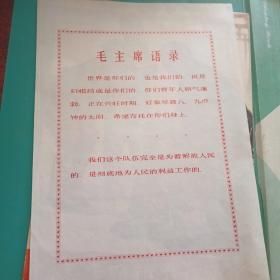 毛主席语录
世界是你们的，也是我们的，但是
归根结底是你们的。你们青年人朝气蓬
勃，正在兴旺时期，好象早晨八、九点
钟的太阳。希望寄托在你们身上。
我们这个队伍完全是为着解放人民
的，是彻底地为人民的利益工作的。